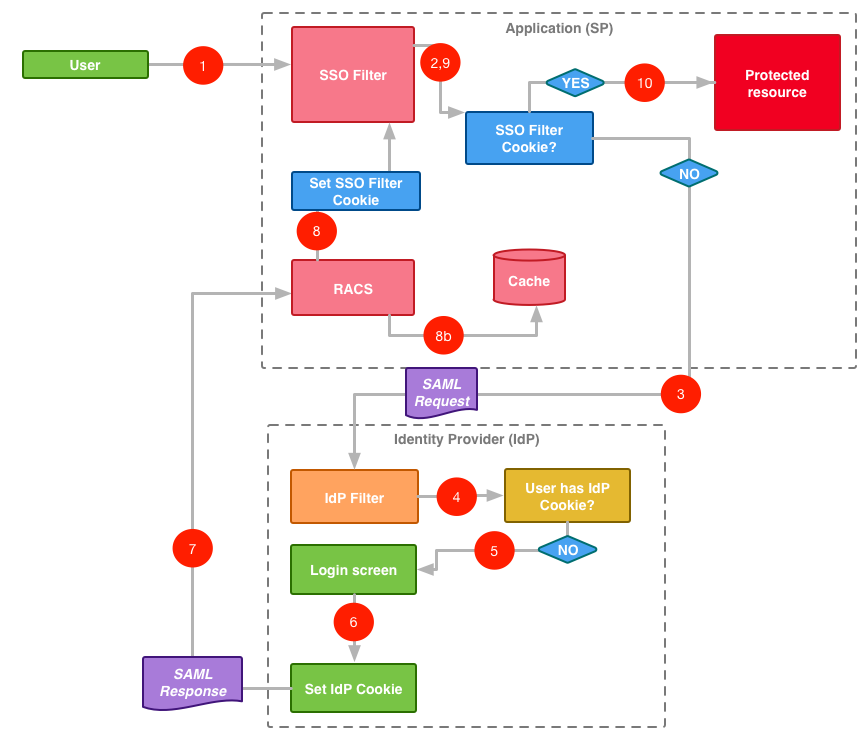 Application (SP)
User
1
SSO Filter
2,9
YES
10
Protected
resource
SSO Filter
Cookie?
NO
Set SSO Filter
Cookie
8
RACS
Cache
8b
SAML
Request
3
Identity Provider (IdP)
IdP Filter
4
User has IdP
Cookie?
NO
5
Login screen
6
7
SAML
Response
Set IdP Cookie